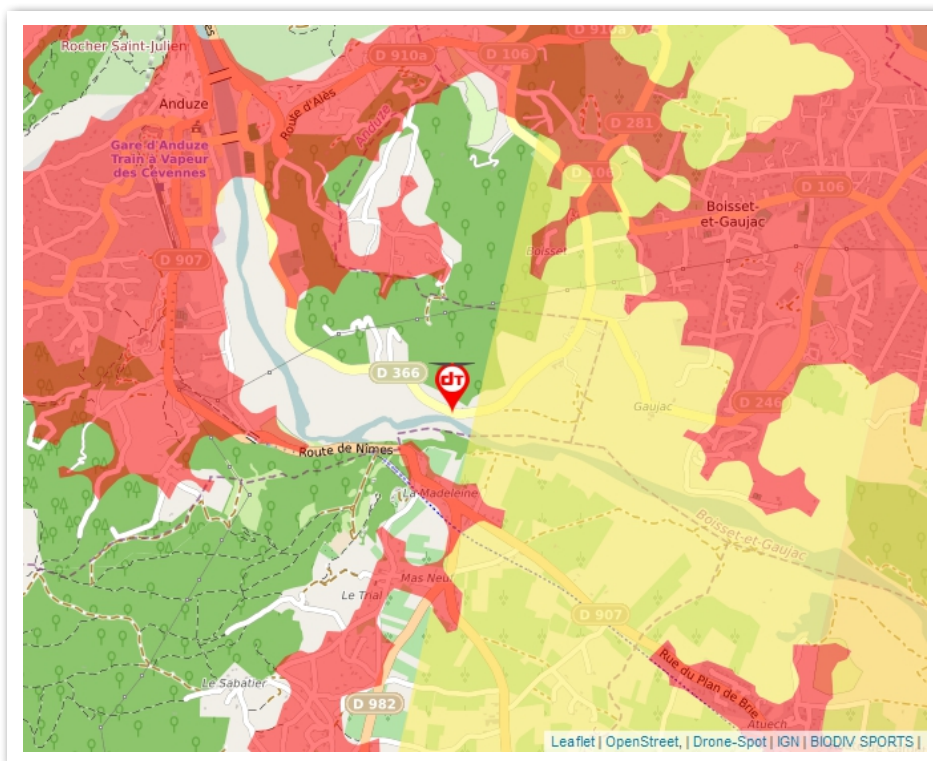 Rocher Saint-Julien
D 910a
D 106
D 910a
Anduze
Route d'Alès
Anduze
D 281
Gare d'Anduze
Train à Vapeur
des Cévennes
D 106
D 106
Boisset-
et-Gaujac
Boisset
D 907
D 366
dT
Gaujac
D 246
Route de Nîmes
La Madeleine
Boisset-et-Gaujac
Mas Neuf
Le Trial
D 907
Rue du Plan de Brie
Le Sabatier
D 982
Atuech
Leaflet | OpenStreet, | Drone-Spot | IGN | BIODIV SPORTS |